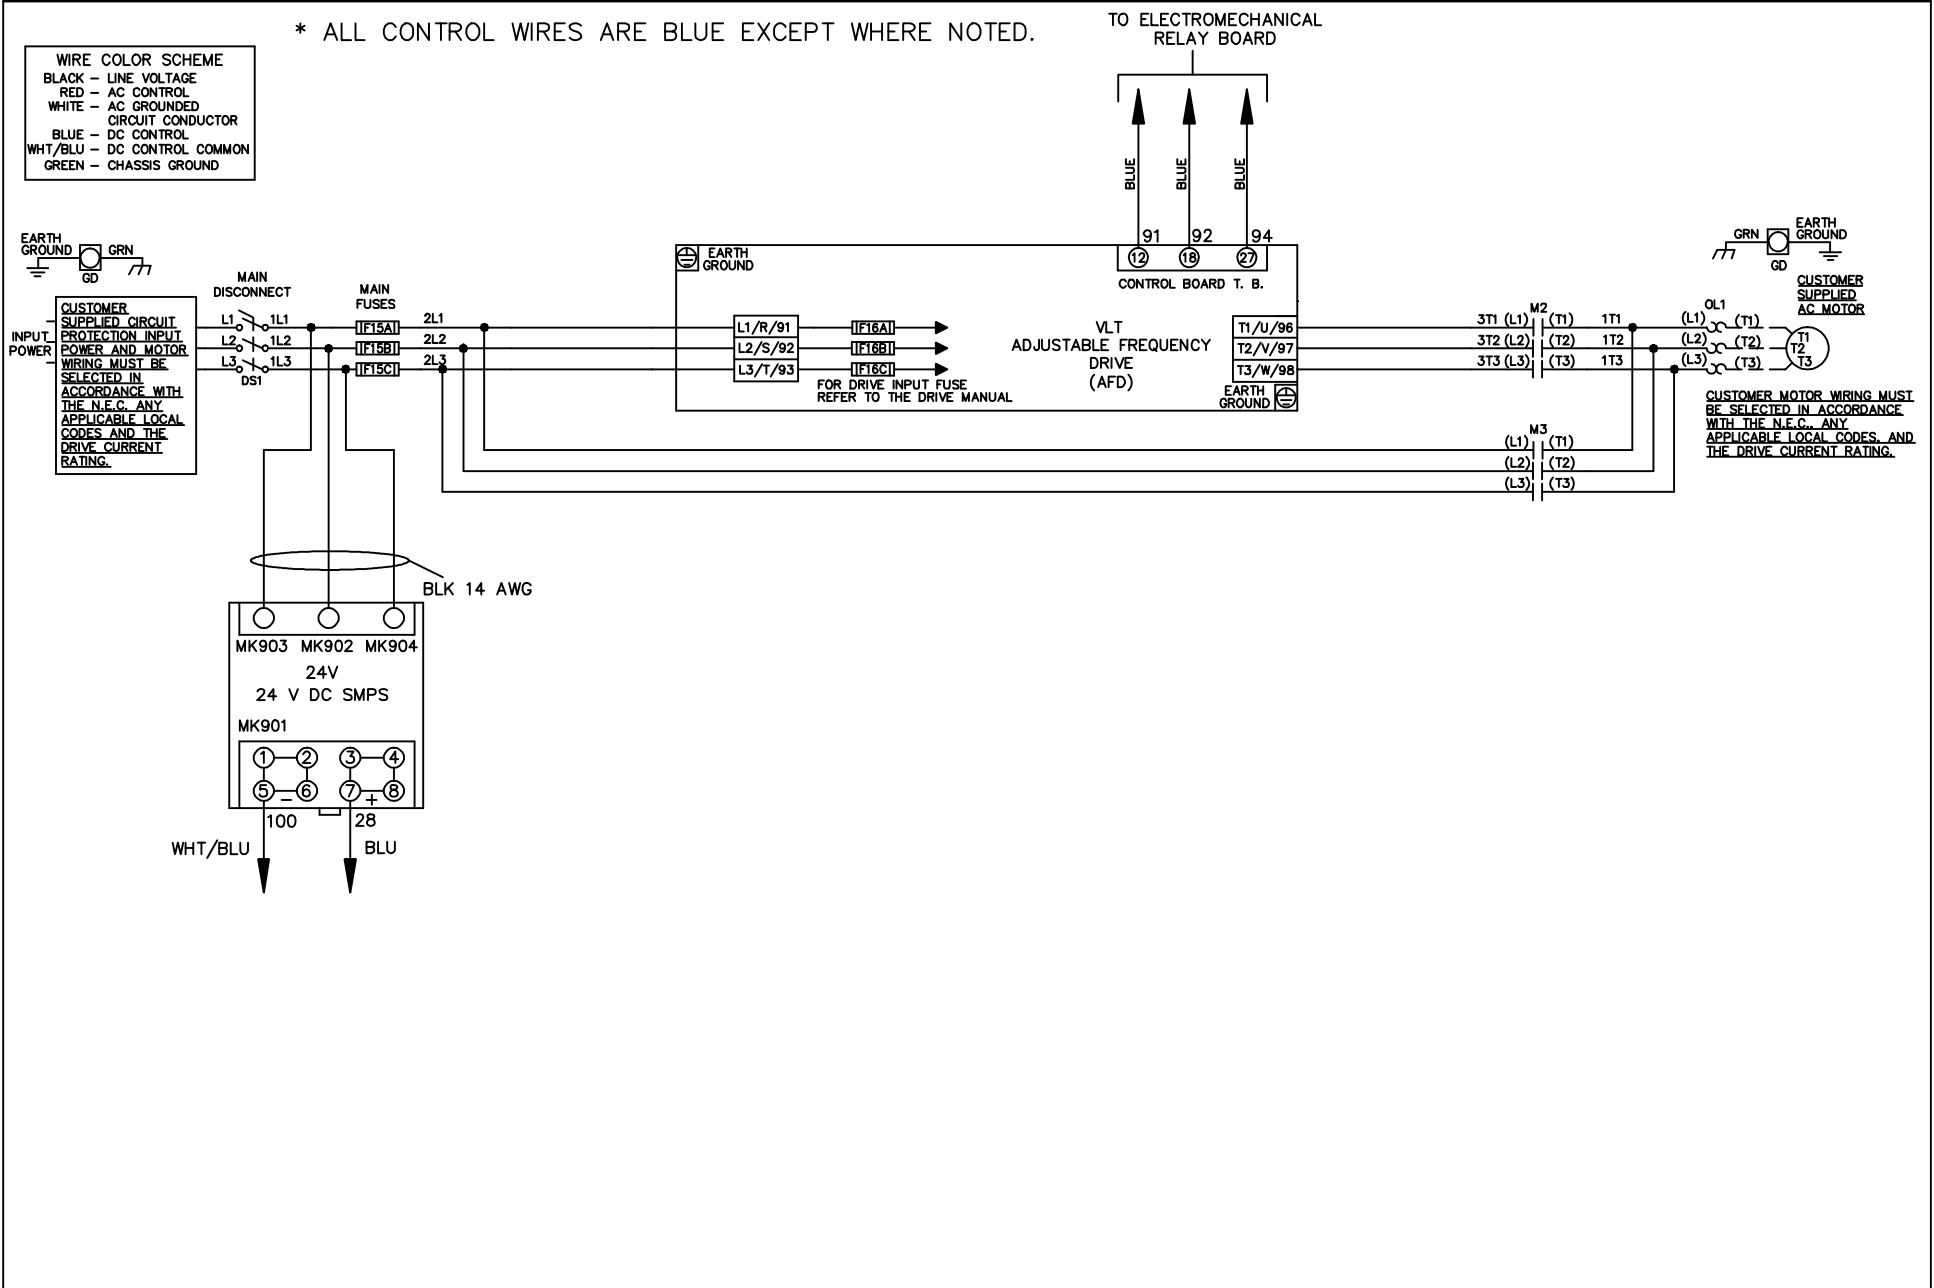 * ALL CONTROL WIRES ARE BLUE EXCEPT WHERE NOTED.
WIRE COLOR SCHEME
BLACK – LINE VOLTAGE
RED – AC CONTROL
WHITE – AC GROUNDED
CIRCUIT CONDUCTOR
BLUE – DC CONTROL
WHT/BLU – DC CONTROL COMMON
GREEN – CHASSIS GROUND
TO ELECTROMECHANICAL
RELAY BOARD
BLUE
BLUE
BLUE
91 92 94
12 18 27
CONTROL BOARD T. B.
EARTH
GROUND
GRN
GD
INPUT
POWER
CUSTOMER
SUPPLIED CIRCUIT
PROTECTION INPUT
POWER AND MOTOR
WIRING MUST BE
SELECTED IN
ACCORDANCE WITH
THE N.E.C. ANY
APPLICABLE LOCAL
CODES AND THE
DRIVE CURRENT
RATING.
MAIN
DISCONNECT
L1 1L1
L2 1L2
L3 1L3
DS1
MAIN
FUSES
F15A
F15B
F15C
2L1
2L2
2L3
EARTH
GROUND
L1/R/91
L2/S/92
L3/T/93
F16A
F16B
F16C
FOR DRIVE INPUT FUSE
REFER TO THE DRIVE MANUAL
VLT
ADJUSTABLE FREQUENCY
DRIVE
(AFD)
T1/U/96
T2/V/97
T3/W/98
EARTH
GROUND
M2
3T1 (L1) (T1) 1T1
3T2 (L2) (T2) 1T2
3T3 (L3) (T3) 1T3
M3
(L1) (T1)
(L2) (T2)
(L3) (T3)
OL1
(L1) (T1)
(L2) (T2)
(L3) (T3)
T1
T2
T3
GRN
EARTH
GROUND
GD
CUSTOMER
SUPPLIED
AC MOTOR
CUSTOMER MOTOR WIRING MUST
BE SELECTED IN ACCORDANCE
WITH THE N.E.C., ANY
APPLICABLE LOCAL CODES, AND
THE DRIVE CURRENT RATING.
BLK 14 AWG
MK903 MK902 MK904
24V
24 V DC SMPS
MK901
1 2 3 4
5 – 6 7 + 8
100 28
WHT/BLU BLU